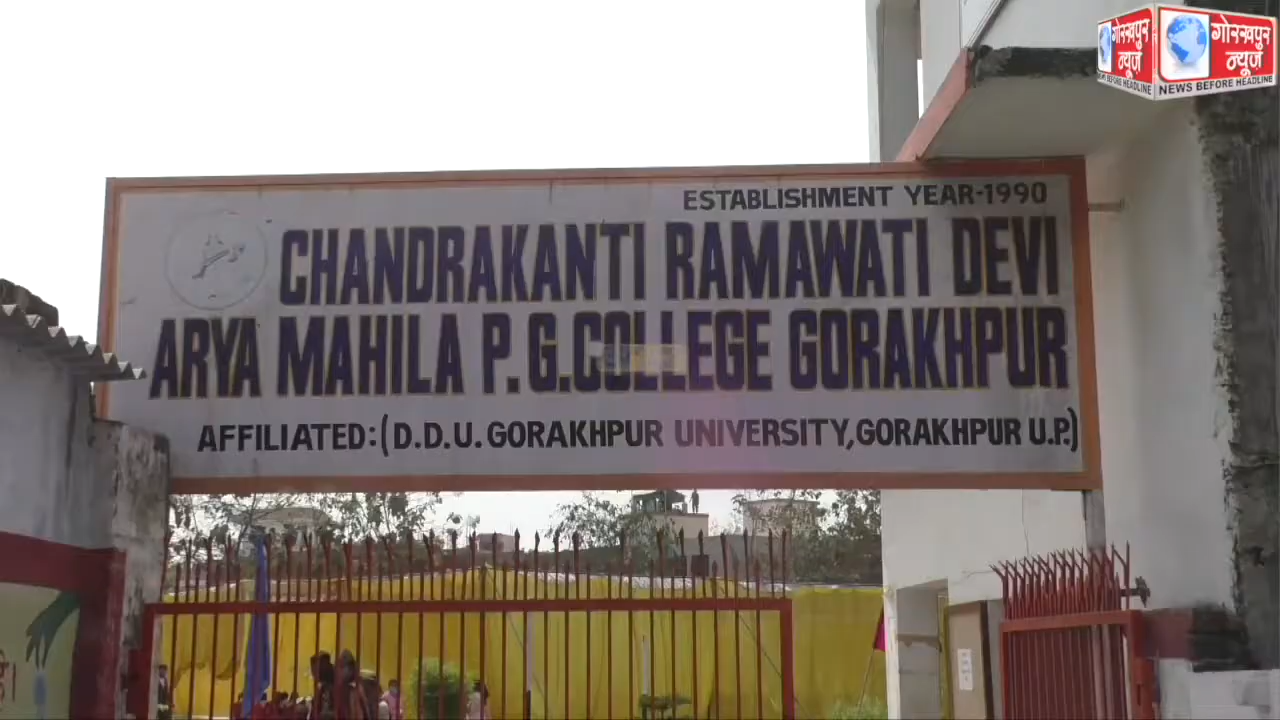 ESTABLISHMENT YEAR-1990
CHANDRAKANTI RAMAWATI DEVI
ARYA MAHILA P.G.COLLEGE GORAKHPUR
AFFILIATED:(D.D.U.GORAKHPUR UNIVERSITY,GORAKHPUR U.P.)
गोरखपुर
न्यूज़
NEWS BEFORE HEADLINE
गोरखपुर
न्यूज़
NEWS BEFORE HEADLINE